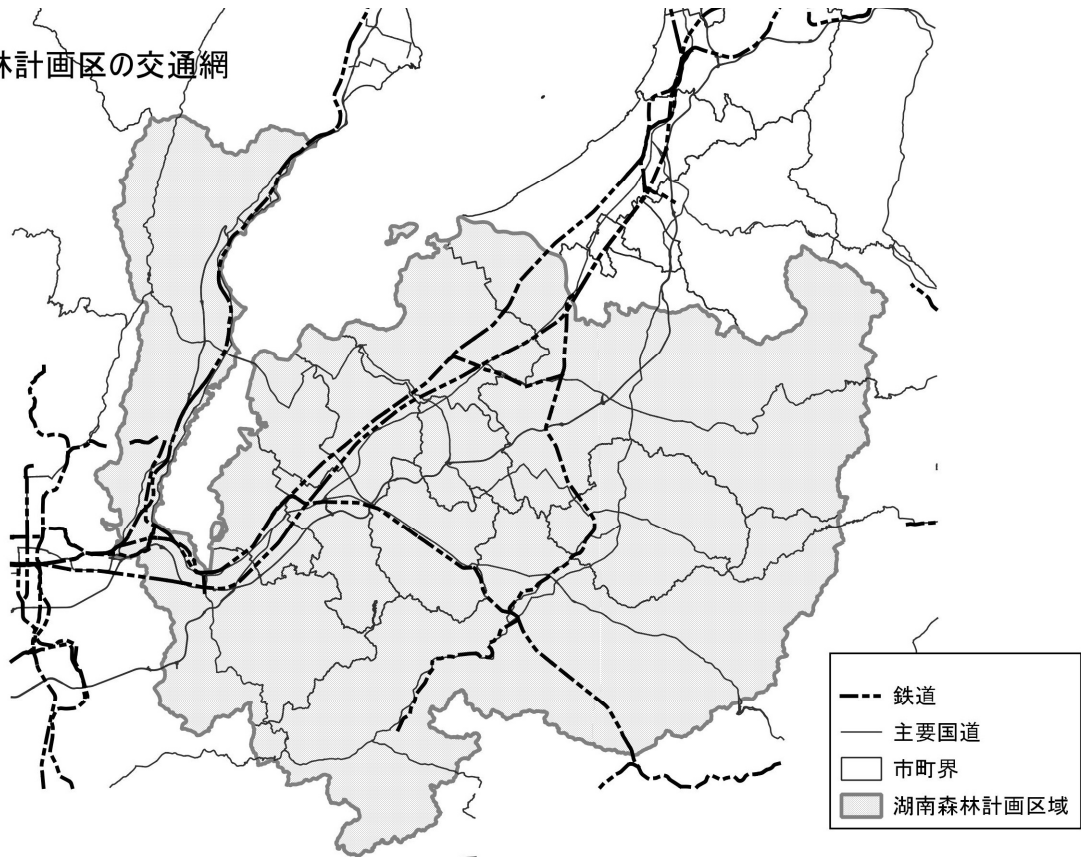 林計画区の交通網
鉄道
主要国道
市町界
湖南森林計画区域